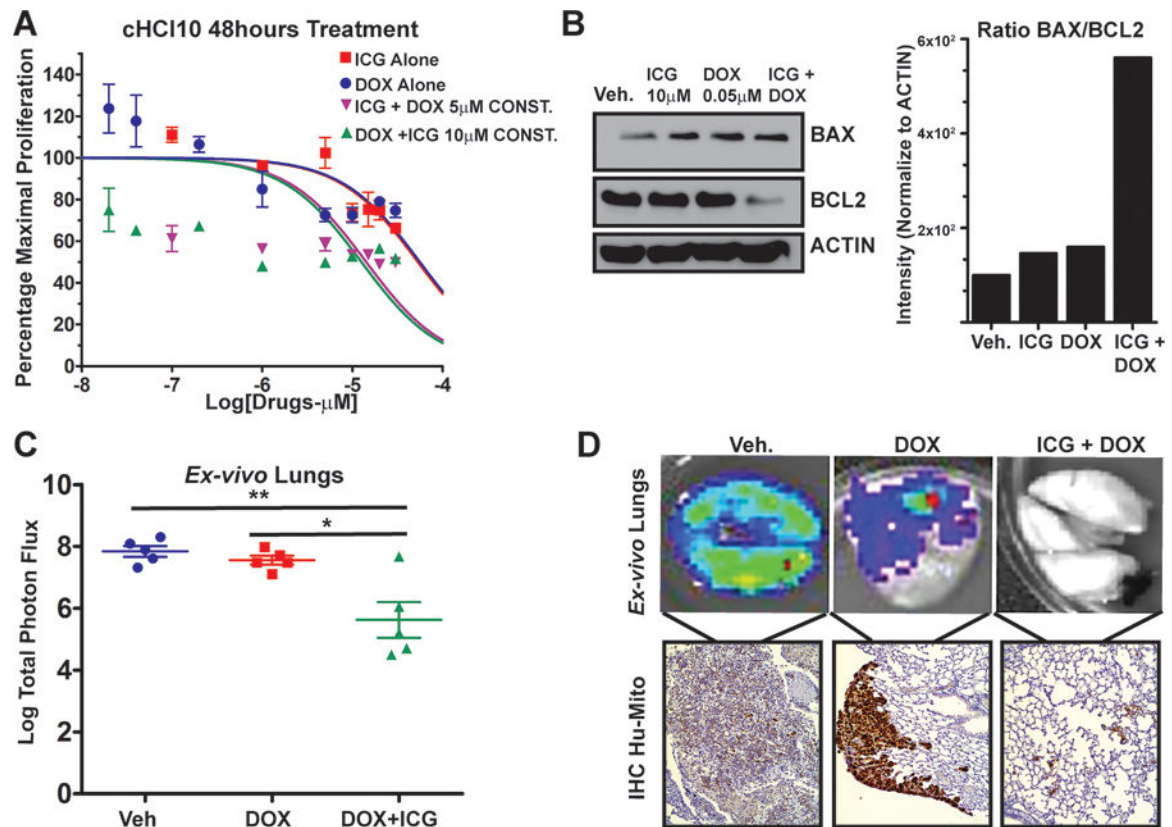 A
cHCI10 48hours Treatment
ICG Alone
DOX Alone
ICG + DOX 5μM CONST.
DOX +ICG 10μM CONST.
Percentage Maximal Proliferation
140
120
100
80
60
40
20
0
-8
-7
-6
-5
-4
Log[Drugs-μM]
B
Veh.
ICG
10μM
DOX
0.05μM
ICG +
DOX
BAX
BCL2
ACTIN
Ratio BAX/BCL2
Intensity (Normalize to ACTIN)
6x10²
4x10²
2x10²
Veh.
ICG
DOX
ICG +
DOX
C
Ex-vivo Lungs
**
*
Log Total Photon Flux
10
8
6
4
2
0
Veh
DOX
DOX+ICG
D
Veh.
DOX
ICG + DOX
Ex-vivo Lungs
IHC Hu-Mito